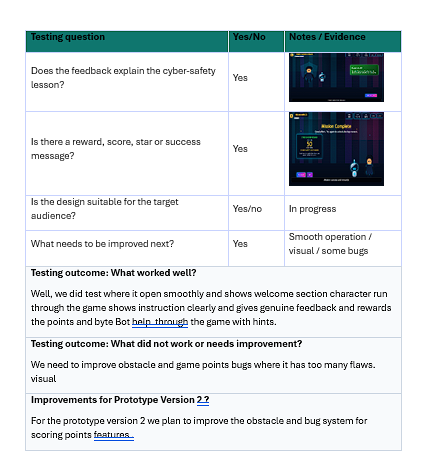 Testing question Yes/No Notes / Evidence
Does the feedback explain the cyber-safety
lesson?
Yes
Is there a reward, score, star or success
message?
Yes
Mission Complete
Is the design suitable for the target
audience?
Yes/no In progress
What needs to be improved next? Yes Smooth operation /
visual / some bugs
Testing outcome: What worked well?
Well, we did test where it open smoothly and shows welcome section character run
through the game shows instruction clearly and gives genuine feedback and rewards
the points and byte Bot help through the game with hints.
Testing outcome: What did not work or needs improvement?
We need to improve obstacle and game points bugs where it has too many flaws.
visual
Improvements for Prototype Version 2.?
For the prototype version 2 we plan to improve the obstacle and bug system for
scoring points features..